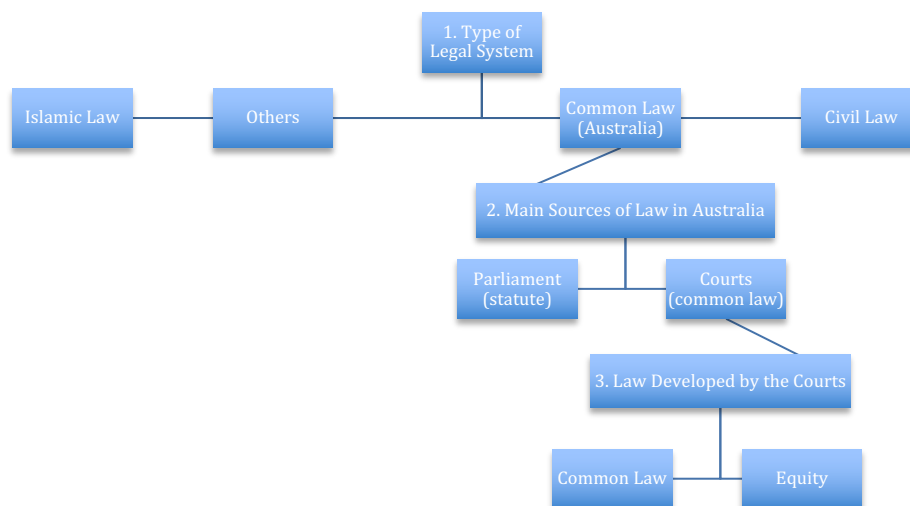 1. Type of
Legal System
Islamic Law
Others
Common Law
(Australia)
Civil Law
2. Main Sources of Law in Australia
Parliament
(statute)
Courts
(common law)
3. Law Developed by the Courts
Common Law
Equity